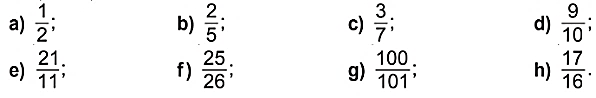 a) 1/2; b) 2/5; c) 3/7; d) 9/10;
e) 21/11; f) 25/26; g) 100/101; h) 17/16.